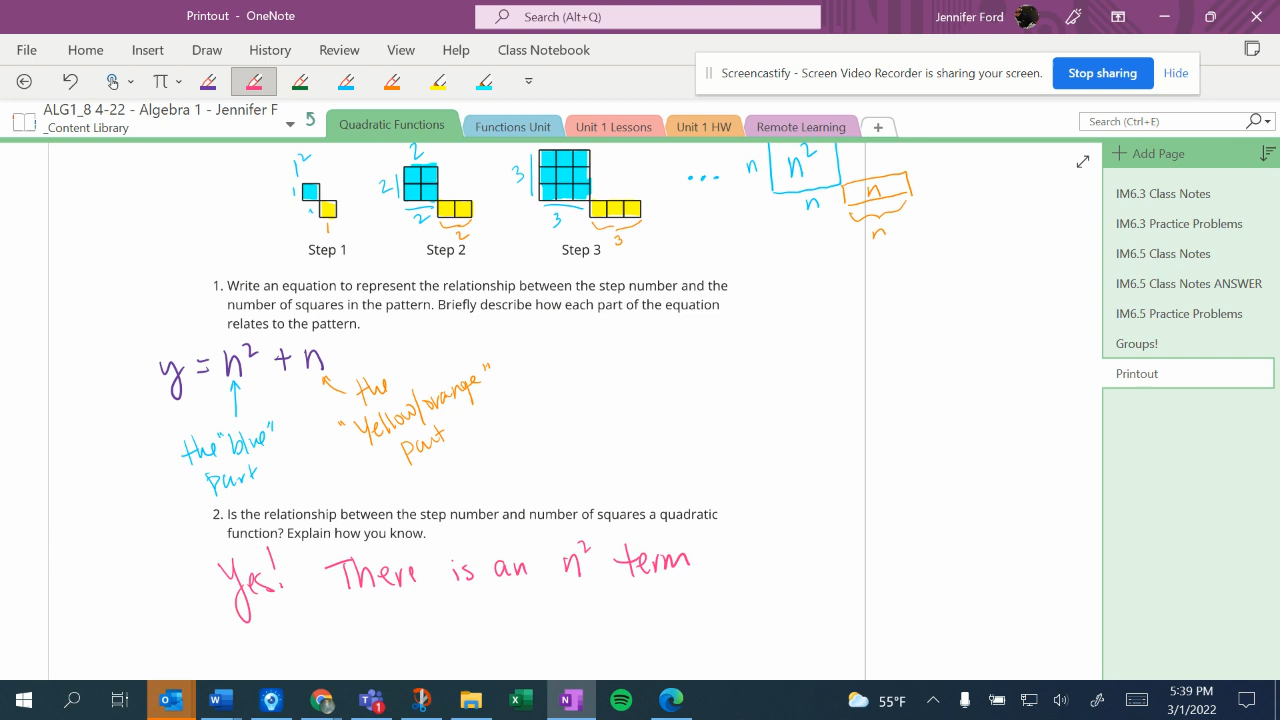 Printout - OneNote
Search (Alt+Q)
Jennifer Ford
File Home Insert Draw History Review View Help Class Notebook
Screencastify - Screen Video Recorder is sharing your screen. Stop sharing Hide
ALG1_8 4-22 - Algebra 1 - Jennifer F
_Content Library
Quadratic Functions Functions Unit Unit 1 Lessons Unit 1 HW Remote Learning +
Search (Ctrl+E)
Add Page
IM6.3 Class Notes
IM6.3 Practice Problems
IM6.5 Class Notes
IM6.5 Class Notes ANSWER
IM6.5 Practice Problems
Groups!
Printout
1² 2 3 ... n n²
1 2 3 n
1 2 3 n
1 2 3 n
Step 1 Step 2 Step 3
1. Write an equation to represent the relationship between the step number and the
number of squares in the pattern. Briefly describe how each part of the equation
relates to the pattern.
y = n² + n
the "blue"
part
the
"yellow/orange"
part
2. Is the relationship between the step number and number of squares a quadratic
function? Explain how you know.
Yes! There is an n² term
55°F
5:39 PM
3/1/2022